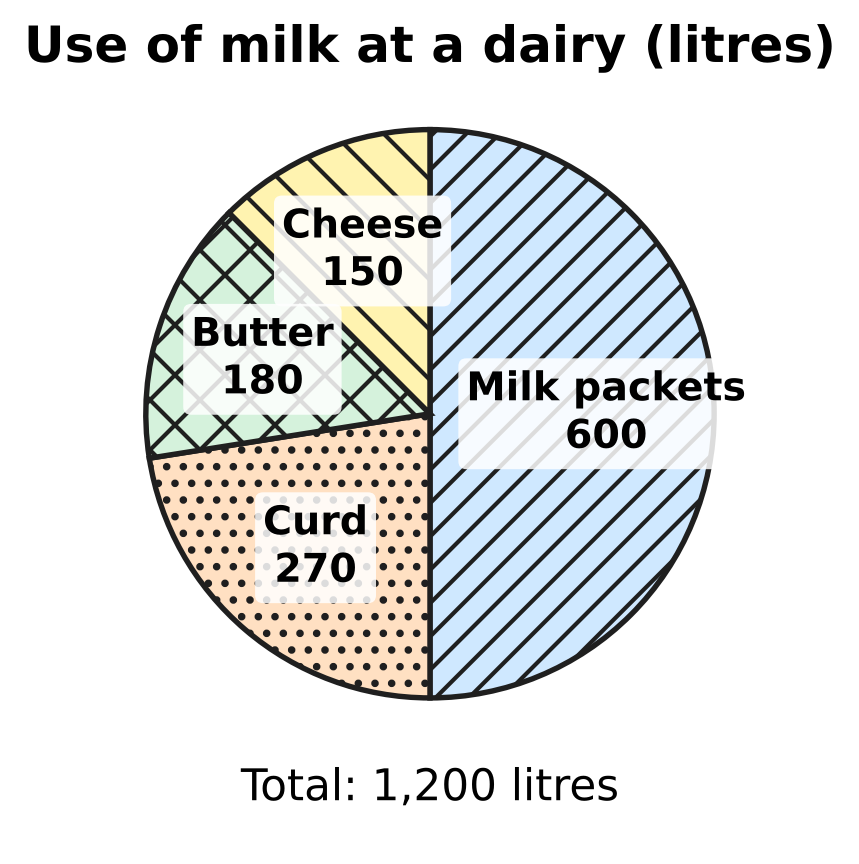 Use of milk at a dairy (litres)
Cheese
150
Butter
180
Milk packets
600
Curd
270
Total: 1,200 litres